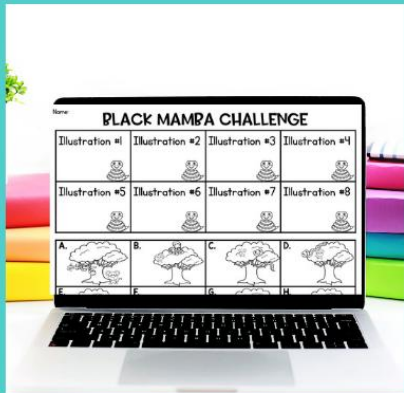 Name:
BLACK MAMBA CHALLENGE
Illustration #1 Illustration #2 Illustration #3 Illustration #4
Illustration #5 Illustration #6 Illustration #7 Illustration #8
A. B. C. D.
E. F. G. H.